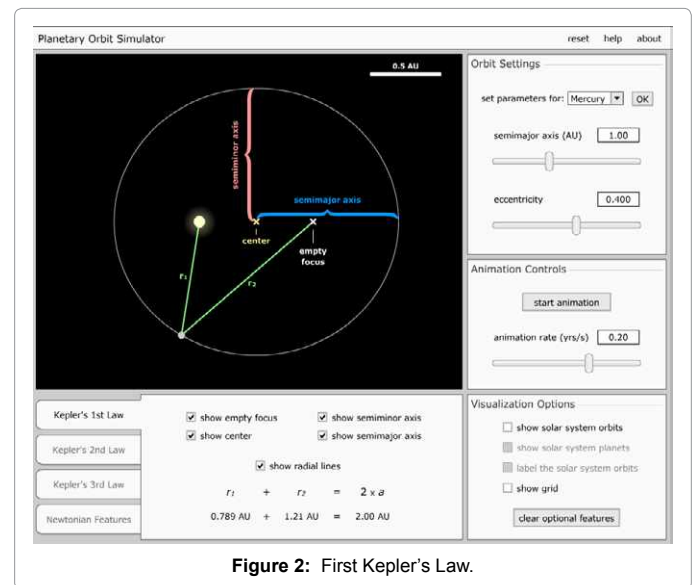 Planetary Orbit Simulator
reset help about
0.5 AU
semiminor axis
semimajor axis
center
empty
focus
r₁
r₂
Orbit Settings
set parameters for: Mercury OK
semimajor axis (AU) 1.00
eccentricity 0.400
Animation Controls
start animation
animation rate (yrs/s) 0.20
Kepler's 1st Law
Kepler's 2nd Law
Kepler's 3rd Law
Newtonian Features
show empty focus show semiminor axis
show center show semimajor axis
show radial lines
r₁ + r₂ = 2 x a
0.789 AU + 1.21 AU = 2.00 AU
Visualization Options
show solar system orbits
show solar system planets
label the solar system orbits
show grid
clear optional features
Figure 2: First Kepler's Law.